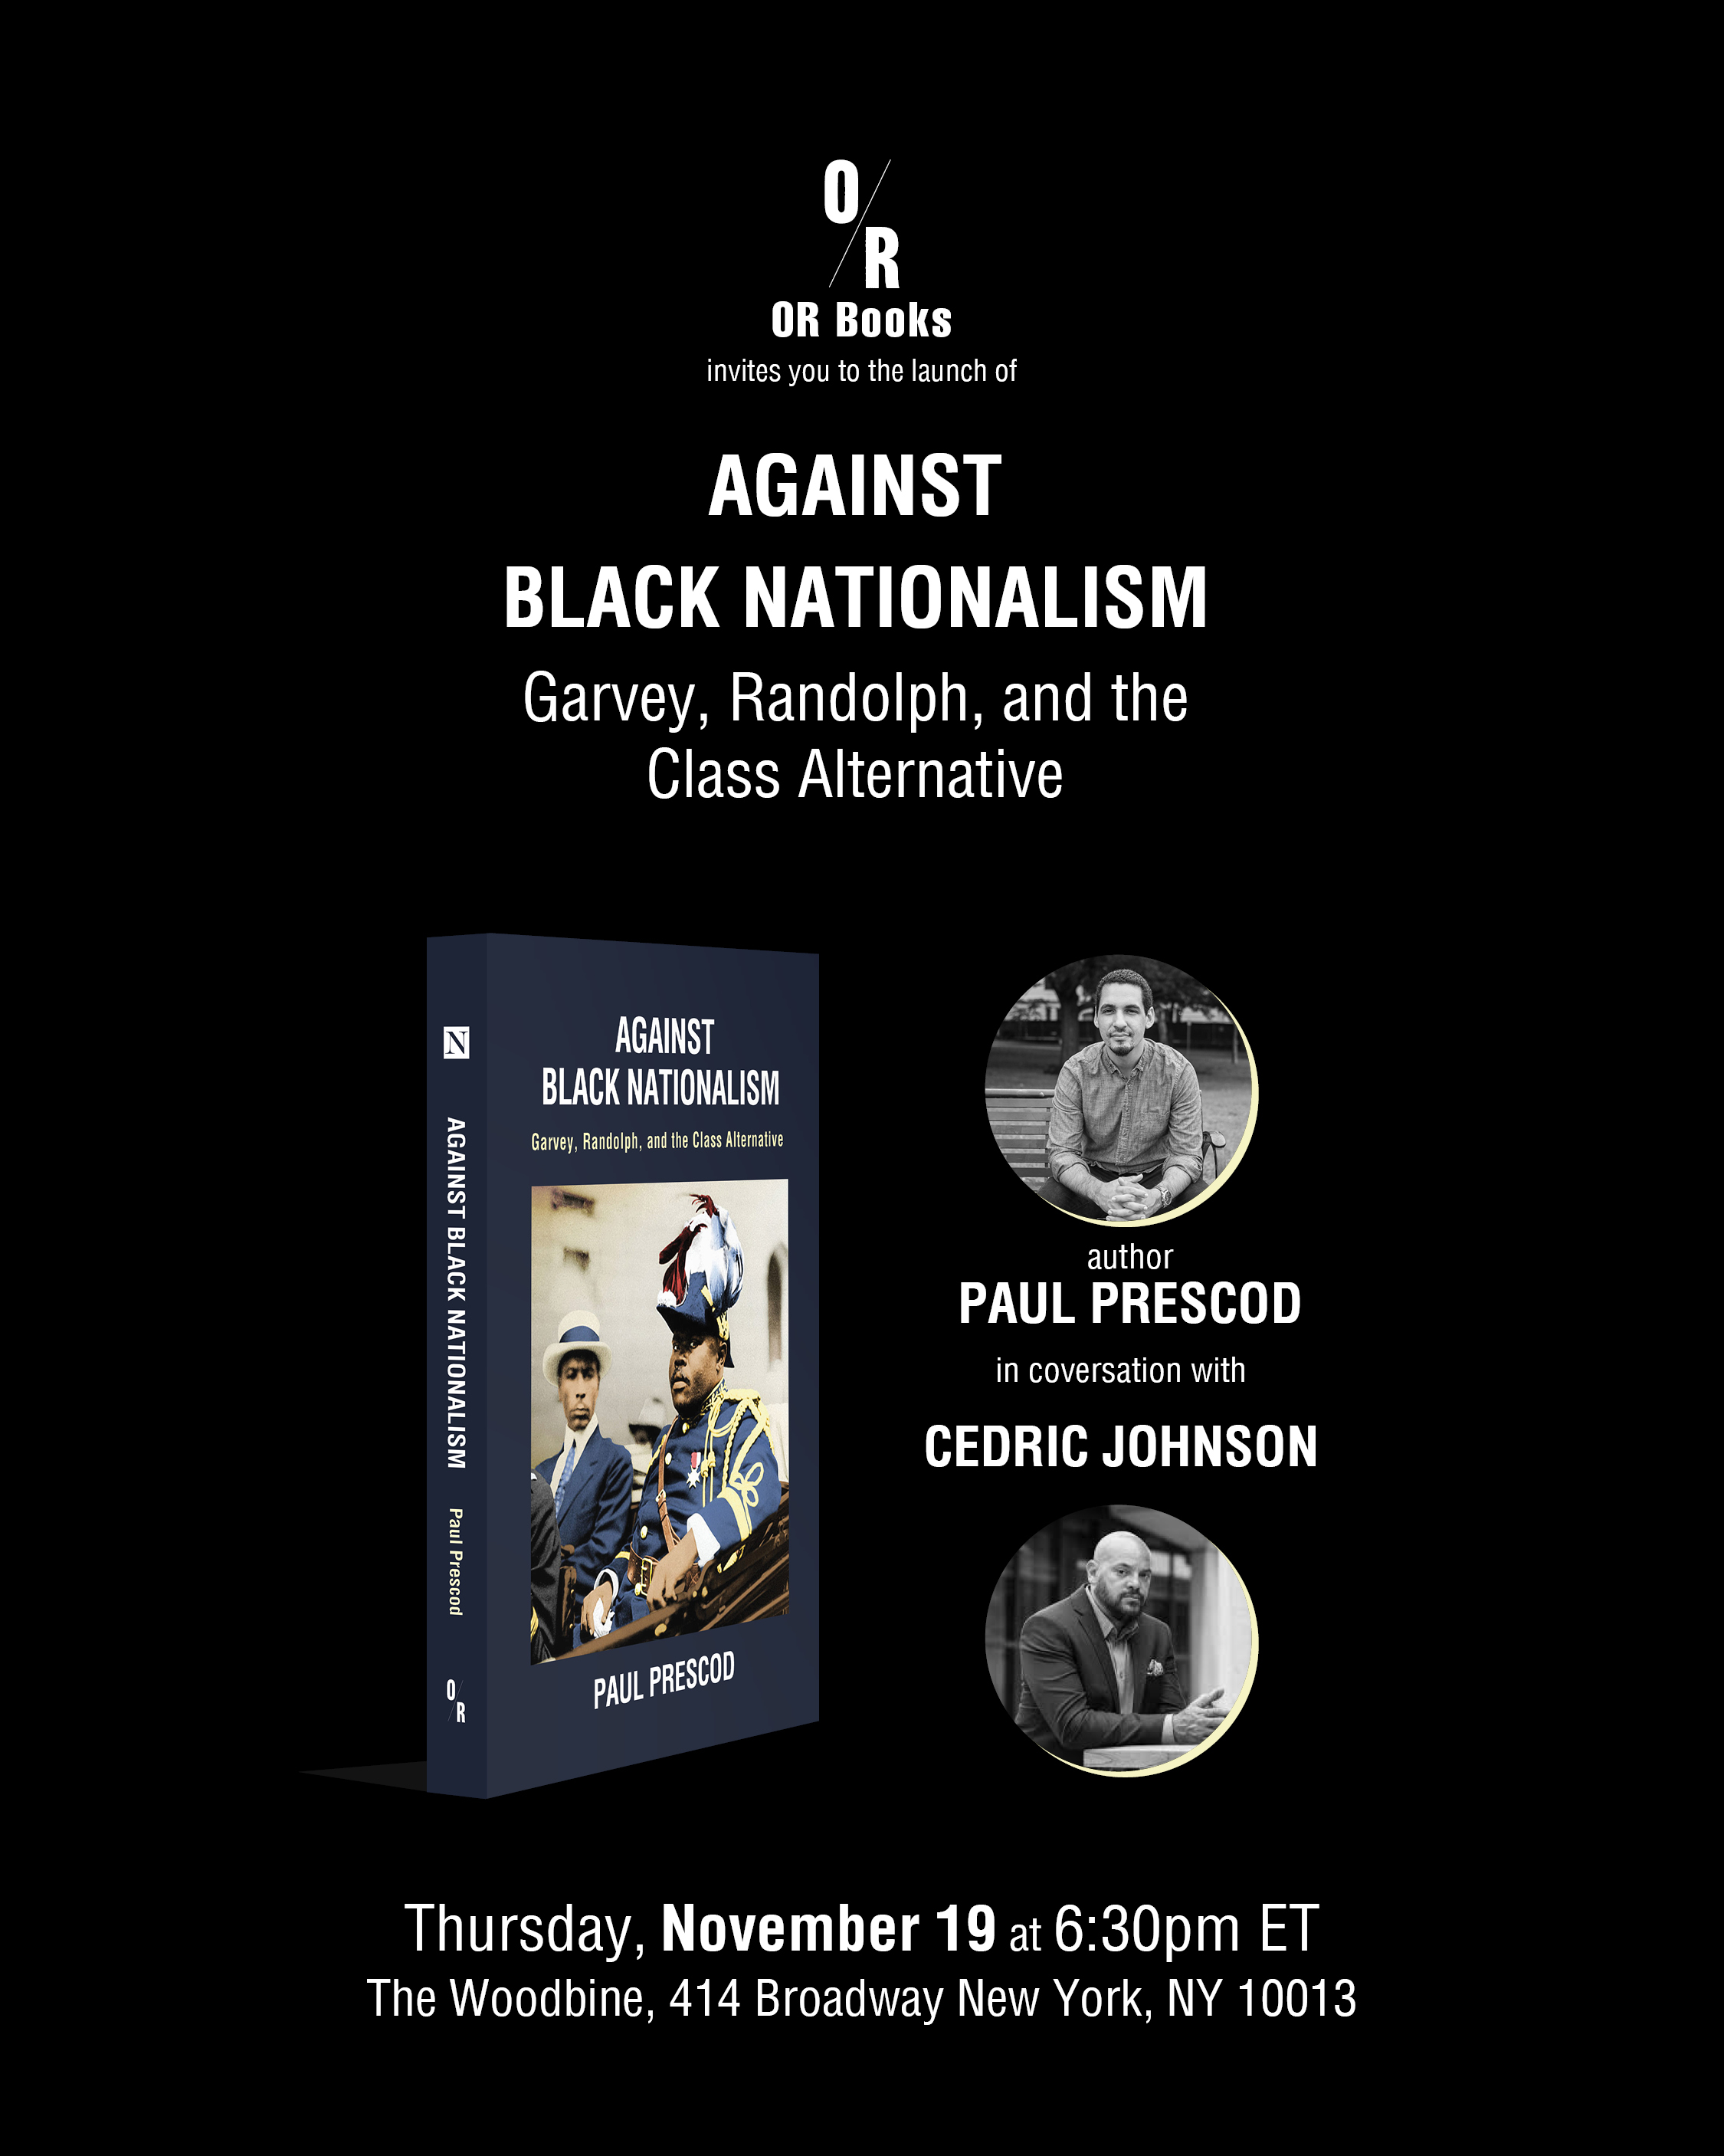 O/R
OR Books
invites you to the launch of
AGAINST
BLACK NATIONALISM
Garvey, Randolph, and the
Class Alternative
N
AGAINST BLACK NATIONALISM
Paul Prescod
O/R
AGAINST
BLACK NATIONALISM
Garvey, Randolph, and the Class Alternative
PAUL PRESCOD
author
PAUL PRESCOD
in coversation with
CEDRIC JOHNSON
Thursday, November 19 at 6:30pm ET
The Woodbine, 414 Broadway New York, NY 10013